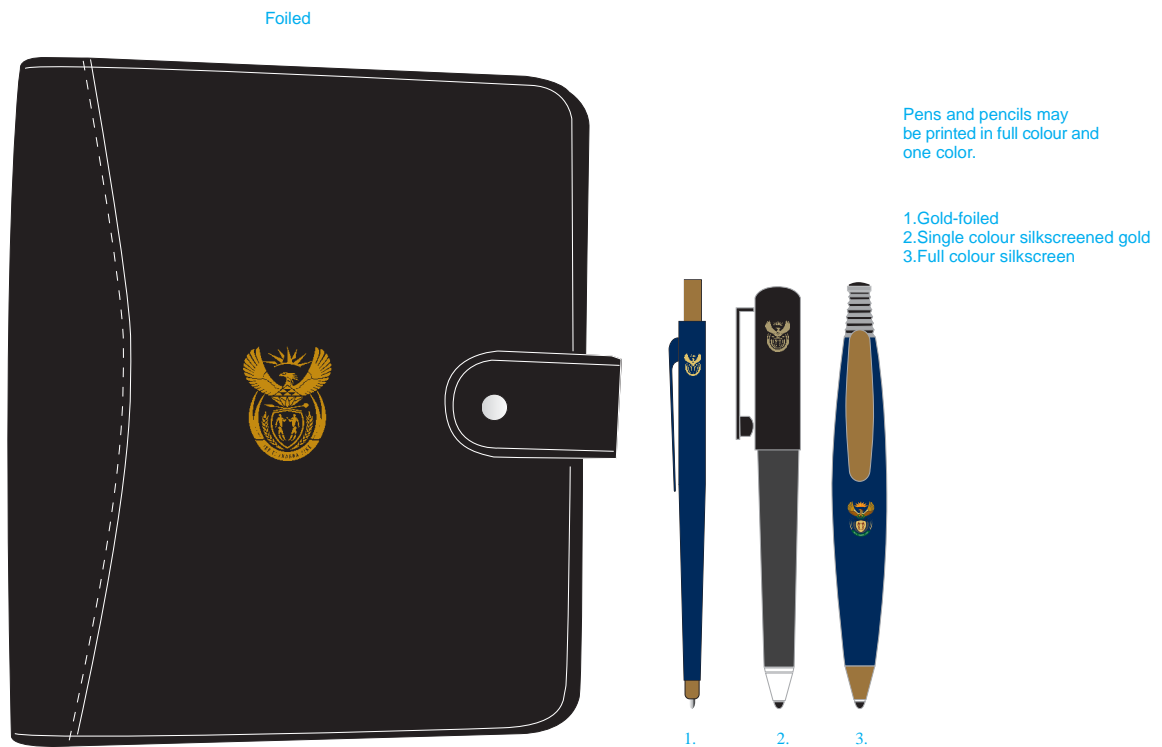 Foiled
Pens and pencils may
be printed in full colour and
one color.
1.Gold-foiled
2.Single colour silkscreened gold
3.Full colour silkscreen
1.
2.
3.